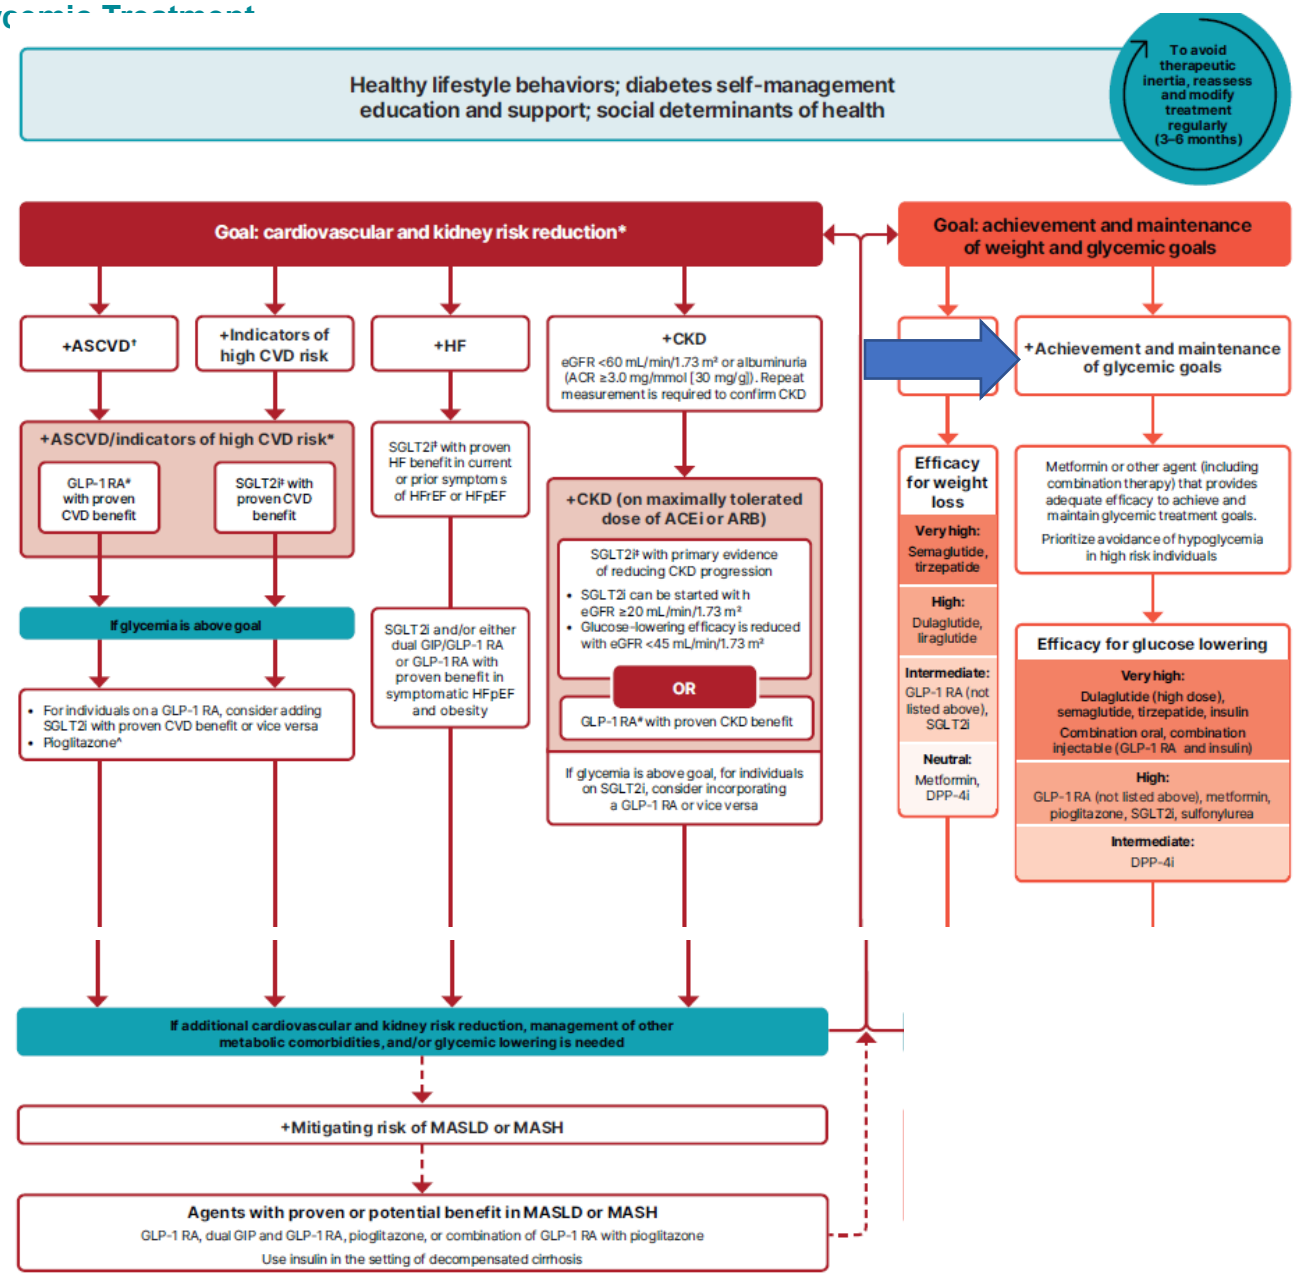 Glycemic Treatment
Healthy lifestyle behaviors; diabetes self-management
education and support; social determinants of health
To avoid
therapeutic
inertia, reassess
and modify
treatment
regularly
(3–6 months)
Goal: cardiovascular and kidney risk reduction*
+ASCVD†
+Indicators of
high CVD risk
+HF
+CKD
eGFR <60 mL/min/1.73 m² or albuminuria
(ACR ≥3.0 mg/mmol [30 mg/g]). Repeat
measurement is required to confirm CKD
+ASCVD/indicators of high CVD risk*
GLP-1 RA#
with proven
CVD benefit
SGLT2i‡ with
proven CVD
benefit
SGLT2i‡ with proven
HF benefit in current
or prior symptoms
of HFrEF or HFpEF
+CKD (on maximally tolerated
dose of ACEi or ARB)
SGLT2i‡ with primary evidence
of reducing CKD progression
• SGLT2i can be started with
eGFR ≥20 mL/min/1.73 m²
• Glucose-lowering efficacy is reduced
with eGFR <45 mL/min/1.73 m²
OR
GLP-1 RA# with proven CKD benefit
If glycemia is above goal
SGLT2i and/or either
dual GIP/GLP-1 RA
or GLP-1 RA with
proven benefit in
symptomatic HFpEF
and obesity
• For individuals on a GLP-1 RA, consider adding
SGLT2i with proven CVD benefit or vice versa
• Pioglitazone^
If glycemia is above goal, for individuals
on SGLT2i, consider incorporating
a GLP-1 RA or vice versa
Goal: achievement and maintenance
of weight and glycemic goals
+Achievement and maintenance
of glycemic goals
Efficacy
for weight
loss
Very high:
Semaglutide,
tirzepatide
High:
Dulaglutide,
liraglutide
Intermediate:
GLP-1 RA (not
listed above),
SGLT2i
Neutral:
Metformin,
DPP-4i
Metformin or other agent (including
combination therapy) that provides
adequate efficacy to achieve and
maintain glycemic treatment goals.
Prioritize avoidance of hypoglycemia
in high risk individuals
Efficacy for glucose lowering
Very high:
Dulaglutide (high dose),
semaglutide, tirzepatide, insulin
Combination oral, combination
injectable (GLP-1 RA and insulin)
High:
GLP-1 RA (not listed above), metformin,
pioglitazone, SGLT2i, sulfonylurea
Intermediate:
DPP-4i
If additional cardiovascular and kidney risk reduction, management of other
metabolic comorbidities, and/or glycemic lowering is needed
+Mitigating risk of MASLD or MASH
Agents with proven or potential benefit in MASLD or MASH
GLP-1 RA, dual GIP and GLP-1 RA, pioglitazone, or combination of GLP-1 RA with pioglitazone
Use insulin in the setting of decompensated cirrhosis